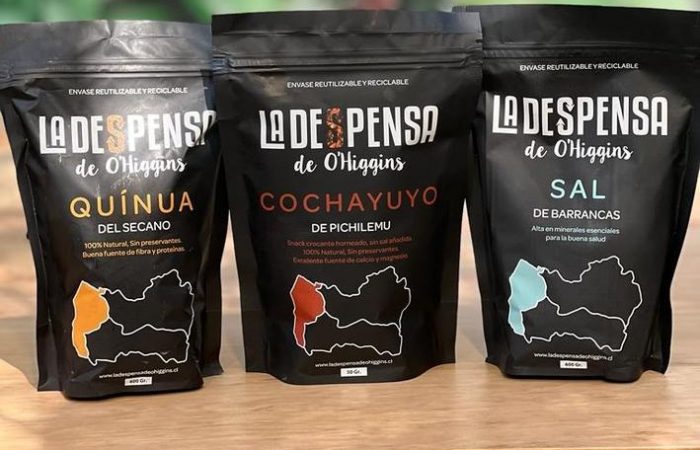 ENVASE REUTILIZABLE Y RECICLABLE
LA DESPENSA
de O'Higgins
QUÍNUA
DEL SECANO
100% Natural, Sin preservantes
Buena fuente de fibra y proteínas.
www.ladespensadeohiggins.cl
400 Gr.
ENVASE REUTILIZABLE Y RECICLABLE
LA DESPENSA
de O'Higgins
COCHAYUYO
DE PICHILEMU
Snack crocante horneado, sin sal añadida
100% Natural, Sin preservantes.
Excelente fuente de calcio y magnesio
www.ladespensadeohiggins.cl
50 Gr.
ENVASE REUTILIZABLE Y RECICLABLE
LA DESPENSA
de O'Higgins
SAL
DE BARRANCAS
Alta en minerales esenciales
para la buena salud
www.ladespensadeohiggins.cl
600 Gr.